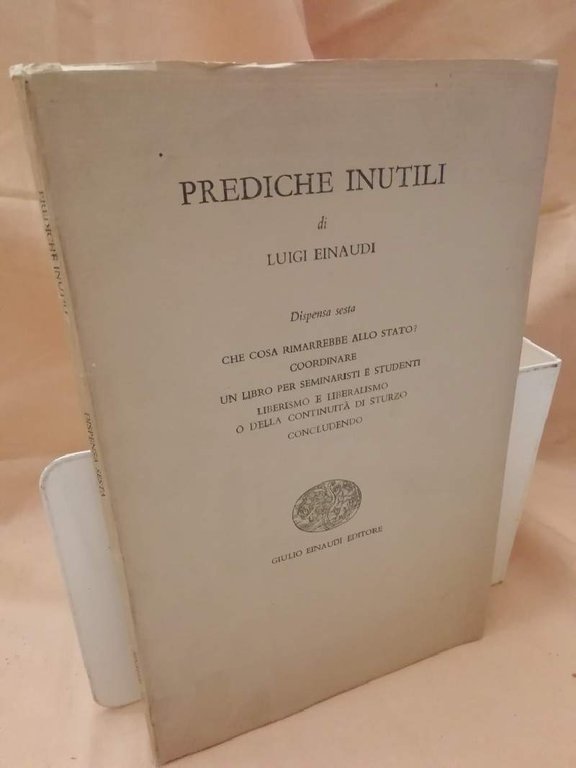 PREDICHE INUTILI
di
LUIGI EINAUDI
Dispensa sesta
CHE COSA RIMARREBBE ALLO STATO?
COORDINARE
UN LIBRO PER SEMINARISTI E STUDENTI
LIBERISMO E LIBERALISMO
O DELLA CONTINUITÀ DI STURZO
CONCLUDENDO
GIULIO EINAUDI EDITORE
PREDICHE INUTILI
DISPENSA SESTA